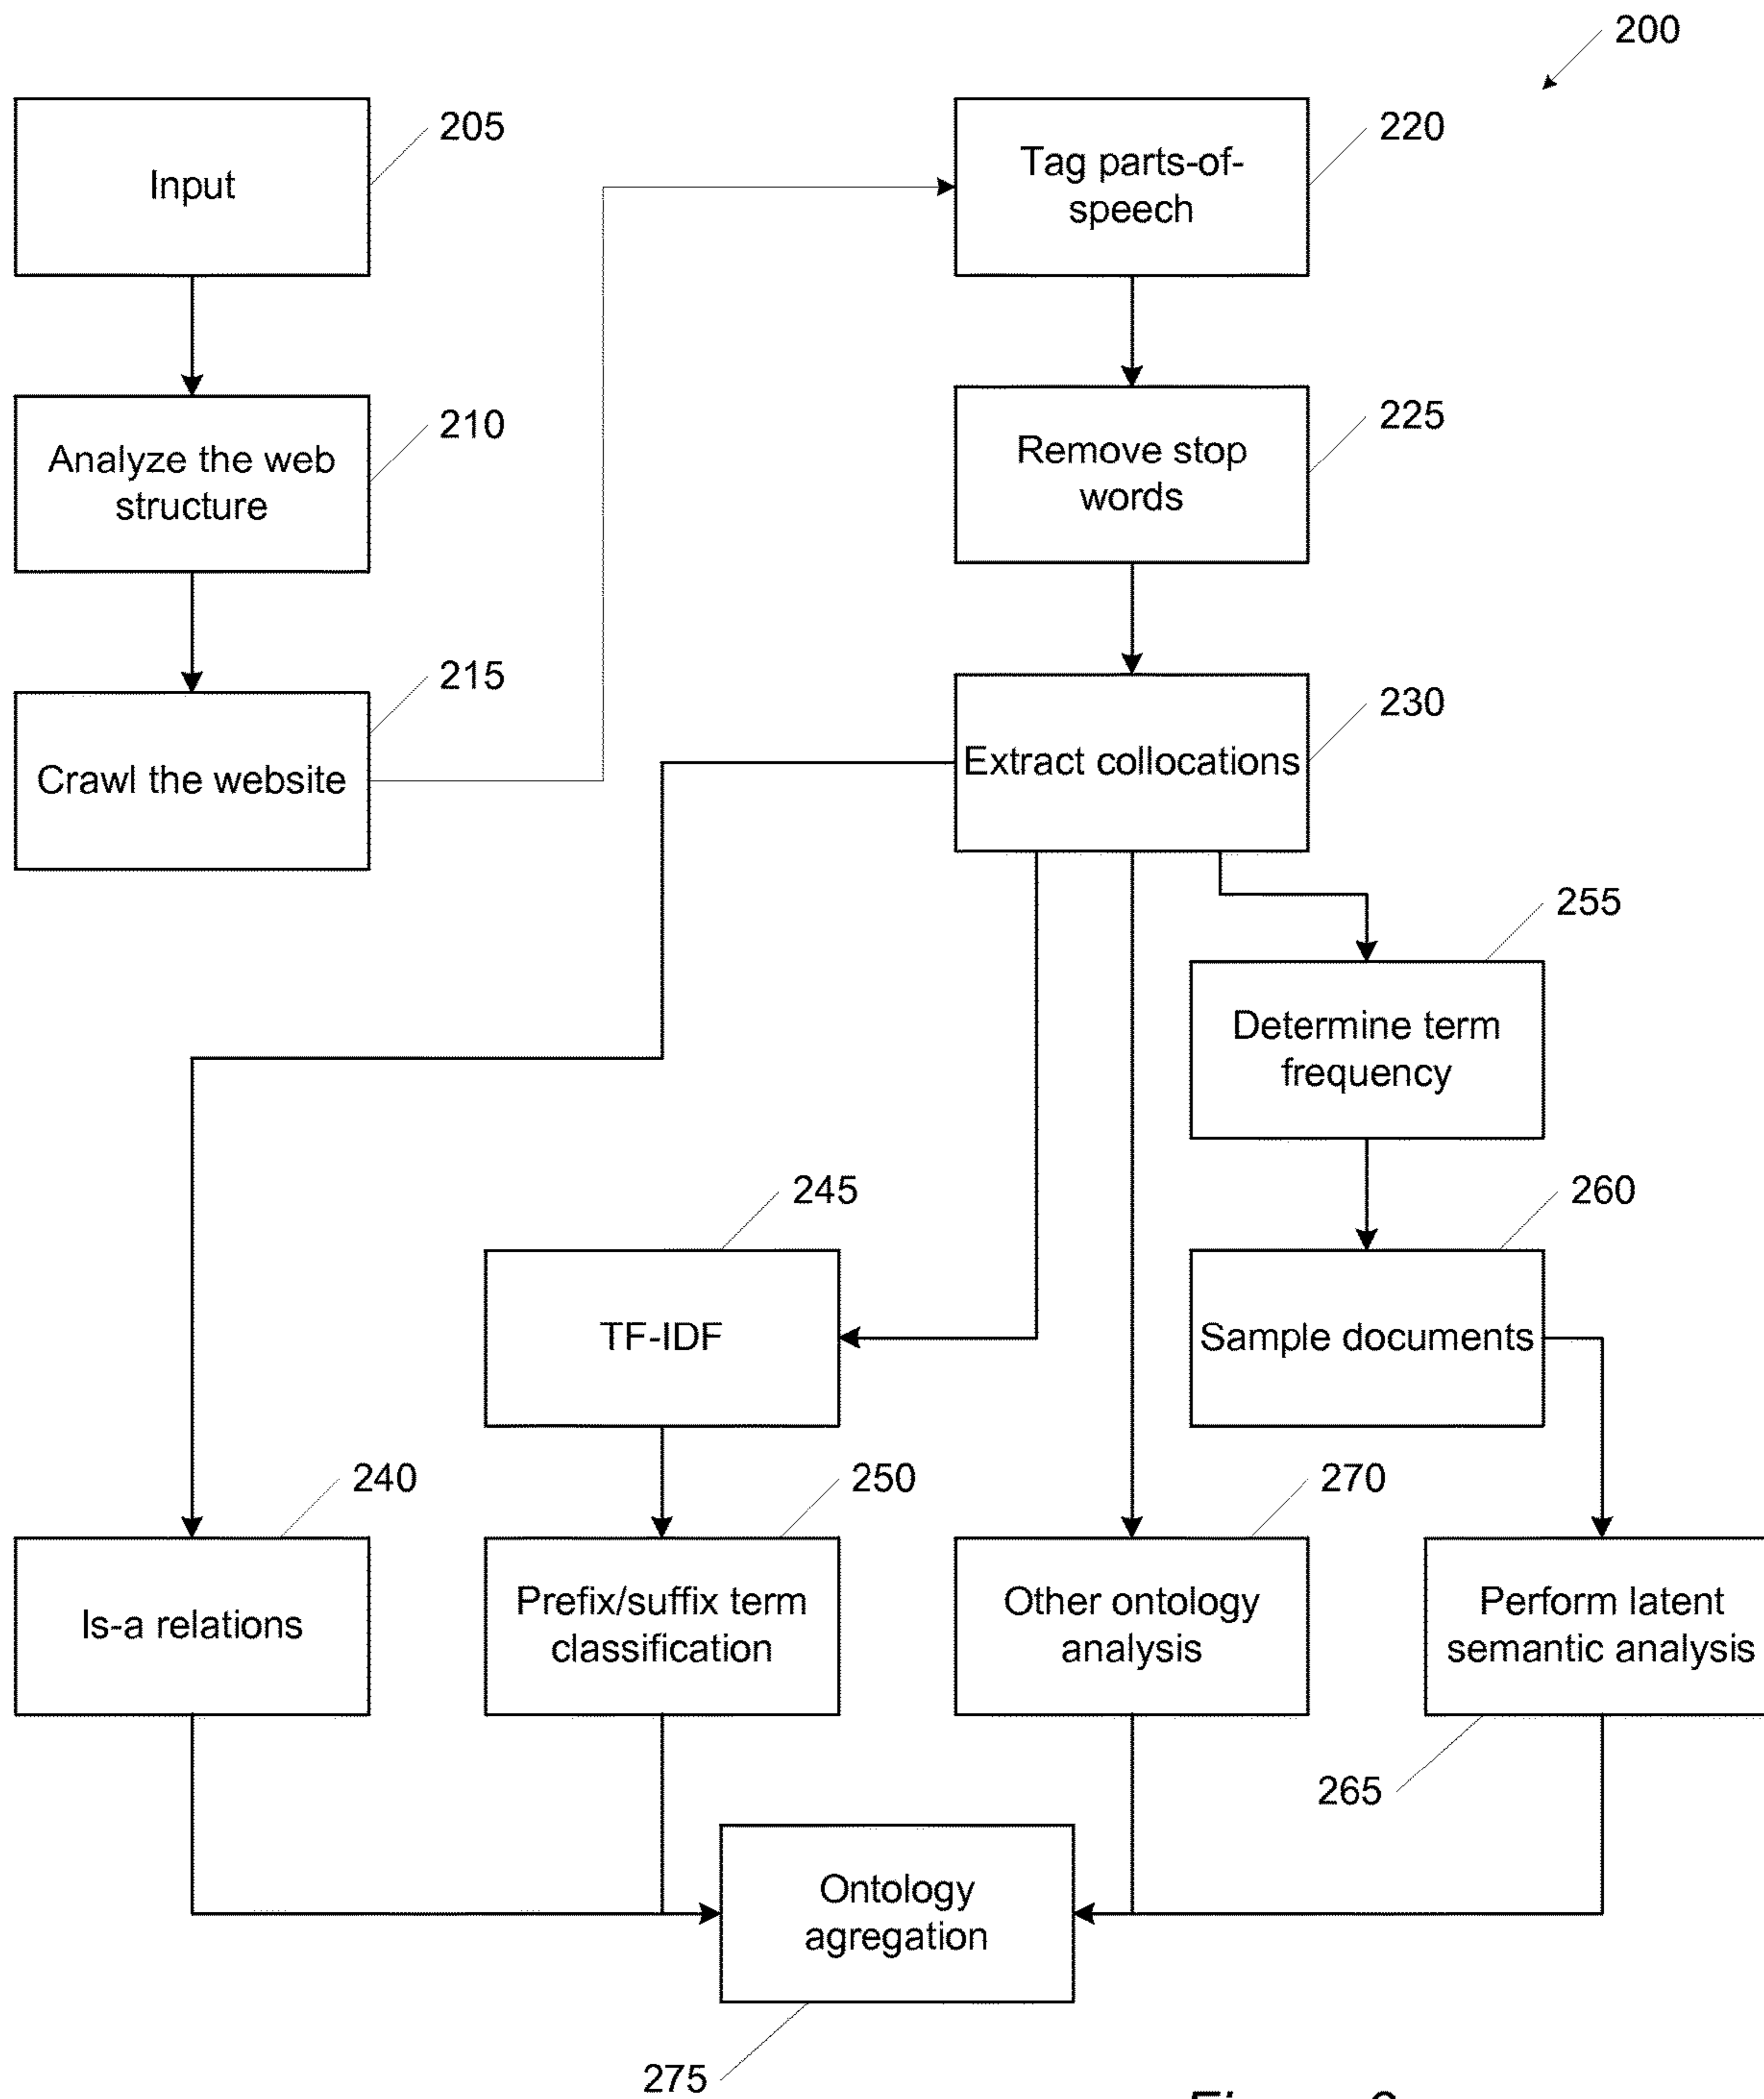 200
205
Input
220
Tag parts-of-
speech
210
Analyze the web
structure
225
Remove stop
words
215
Crawl the website
230
Extract collocations
255
Determine term
frequency
245
TF-IDF
260
Sample documents
240
Is-a relations
250
Prefix/suffix term
classification
270
Other ontology
analysis
Perform latent
semantic analysis
265
Ontology
agregation
275